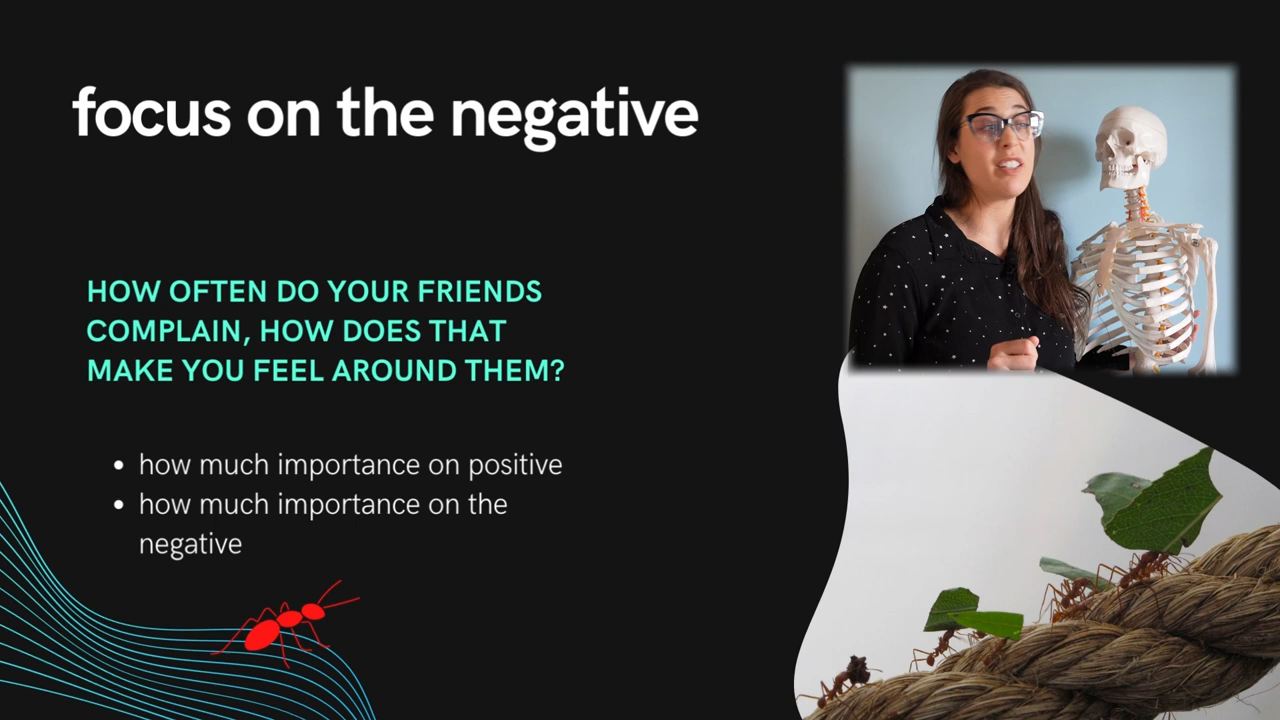 focus on the negative
HOW OFTEN DO YOUR FRIENDS
COMPLAIN, HOW DOES THAT
MAKE YOU FEEL AROUND THEM?
• how much importance on positive
• how much importance on the
negative